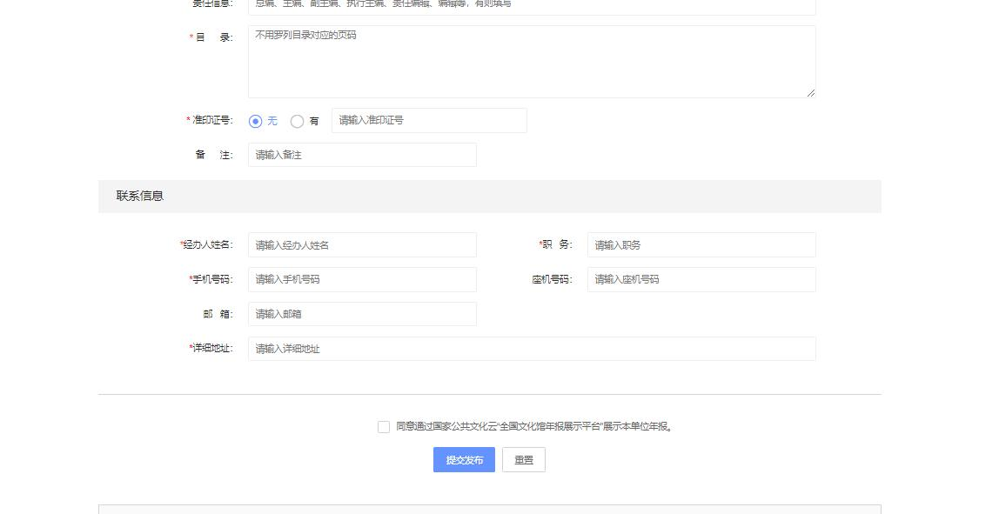 责任信息: 总编、主编、副主编、执行主编、责任编辑、编辑等，有则填写
* 目 录: 不用罗列目录对应的页码
* 准印证号: 无 有 请输入准印证号
备 注: 请输入备注
联系信息
*经办人姓名: 请输入经办人姓名 *职 务: 请输入职务
*手机号码: 请输入手机号码 座机号码: 请输入座机号码
邮 箱: 请输入邮箱
*详细地址: 请输入详细地址
同意通过国家公共文化云“全国文化馆年报展示平台”展示本单位年报。
提交发布 重置